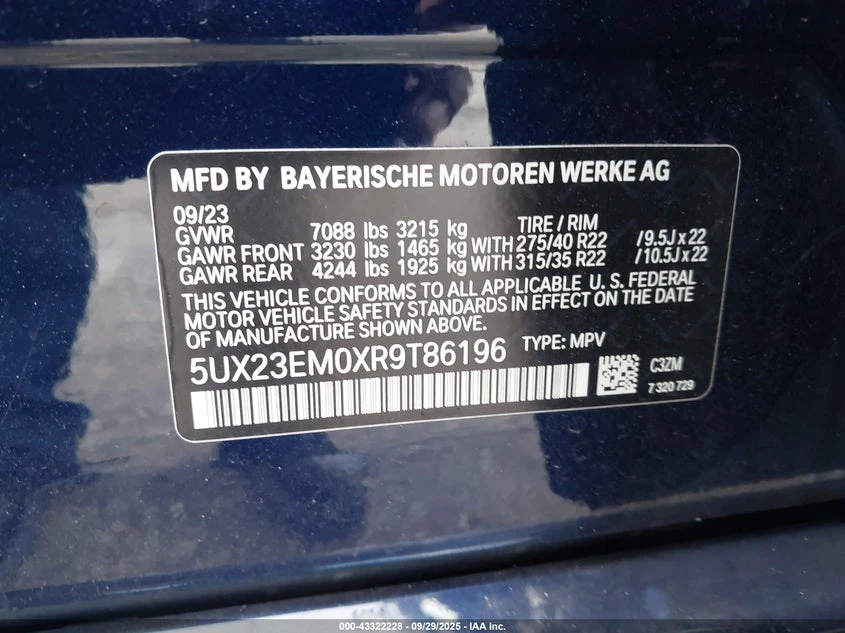 MFD BY BAYERISCHE MOTOREN WERKE AG
09/23 TIRE / RIM
GVWR 7088 lbs 3215 kg
GAWR FRONT 3230 lbs 1465 kg WITH 275/40 R22 /9.5J x 22
GAWR REAR 4244 lbs 1925 kg WITH 315/35 R22 /10.5J x 22
THIS VEHICLE CONFORMS TO ALL APPLICABLE U. S. FEDERAL
MOTOR VEHICLE SAFETY STANDARDS IN EFFECT ON THE DATE
OF MANUFACTURE SHOWN ABOVE.
5UX23EM0XR9T86196 TYPE: MPV
C3ZM
7 320 729
000-43322228 - 09/29/2025 - IAA Inc.